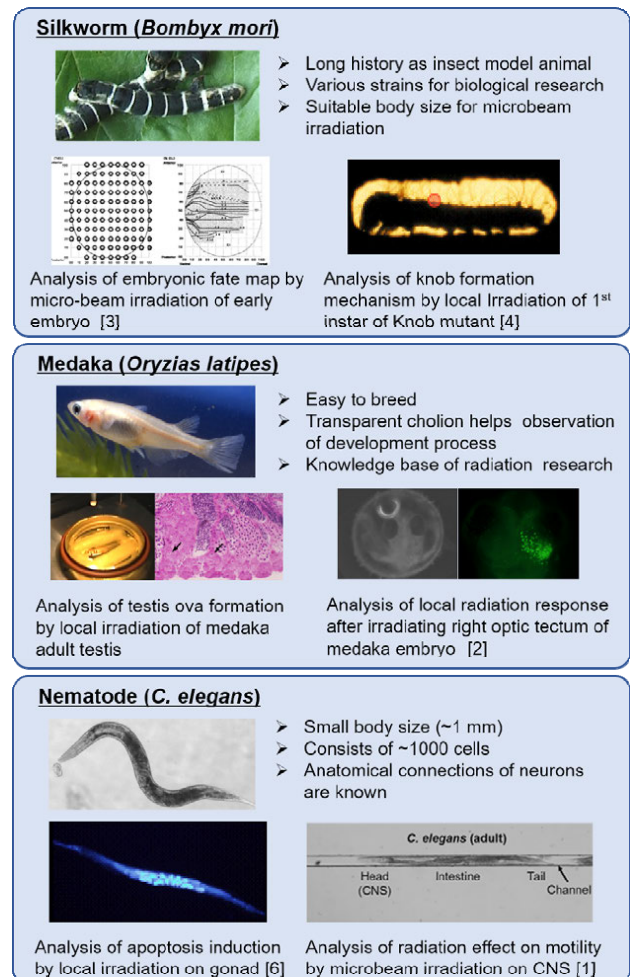 Silkworm (Bombyx mori)
➢ Long history as insect model animal
➢ Various strains for biological research
➢ Suitable body size for microbeam
irradiation
Analysis of embryonic fate map by
micro-beam irradiation of early
embryo [3]
Analysis of knob formation
mechanism by local Irradiation of 1st
instar of Knob mutant [4]
Medaka (Oryzias latipes)
➢ Easy to breed
➢ Transparent cholion helps observation
of development process
➢ Knowledge base of radiation research
Analysis of testis ova formation
by local irradiation of medaka
adult testis
Analysis of local radiation response
after irradiating right optic tectum of
medaka embryo [2]
Nematode (C. elegans)
➢ Small body size (~1 mm)
➢ Consists of ~1000 cells
➢ Anatomical connections of neurons
are known
C. elegans (adult)
Head
(CNS)
Intestine
Tail
Channel
Analysis of apoptosis induction
by local irradiation on gonad [6]
Analysis of radiation effect on motility
by microbeam irradiation on CNS [1]